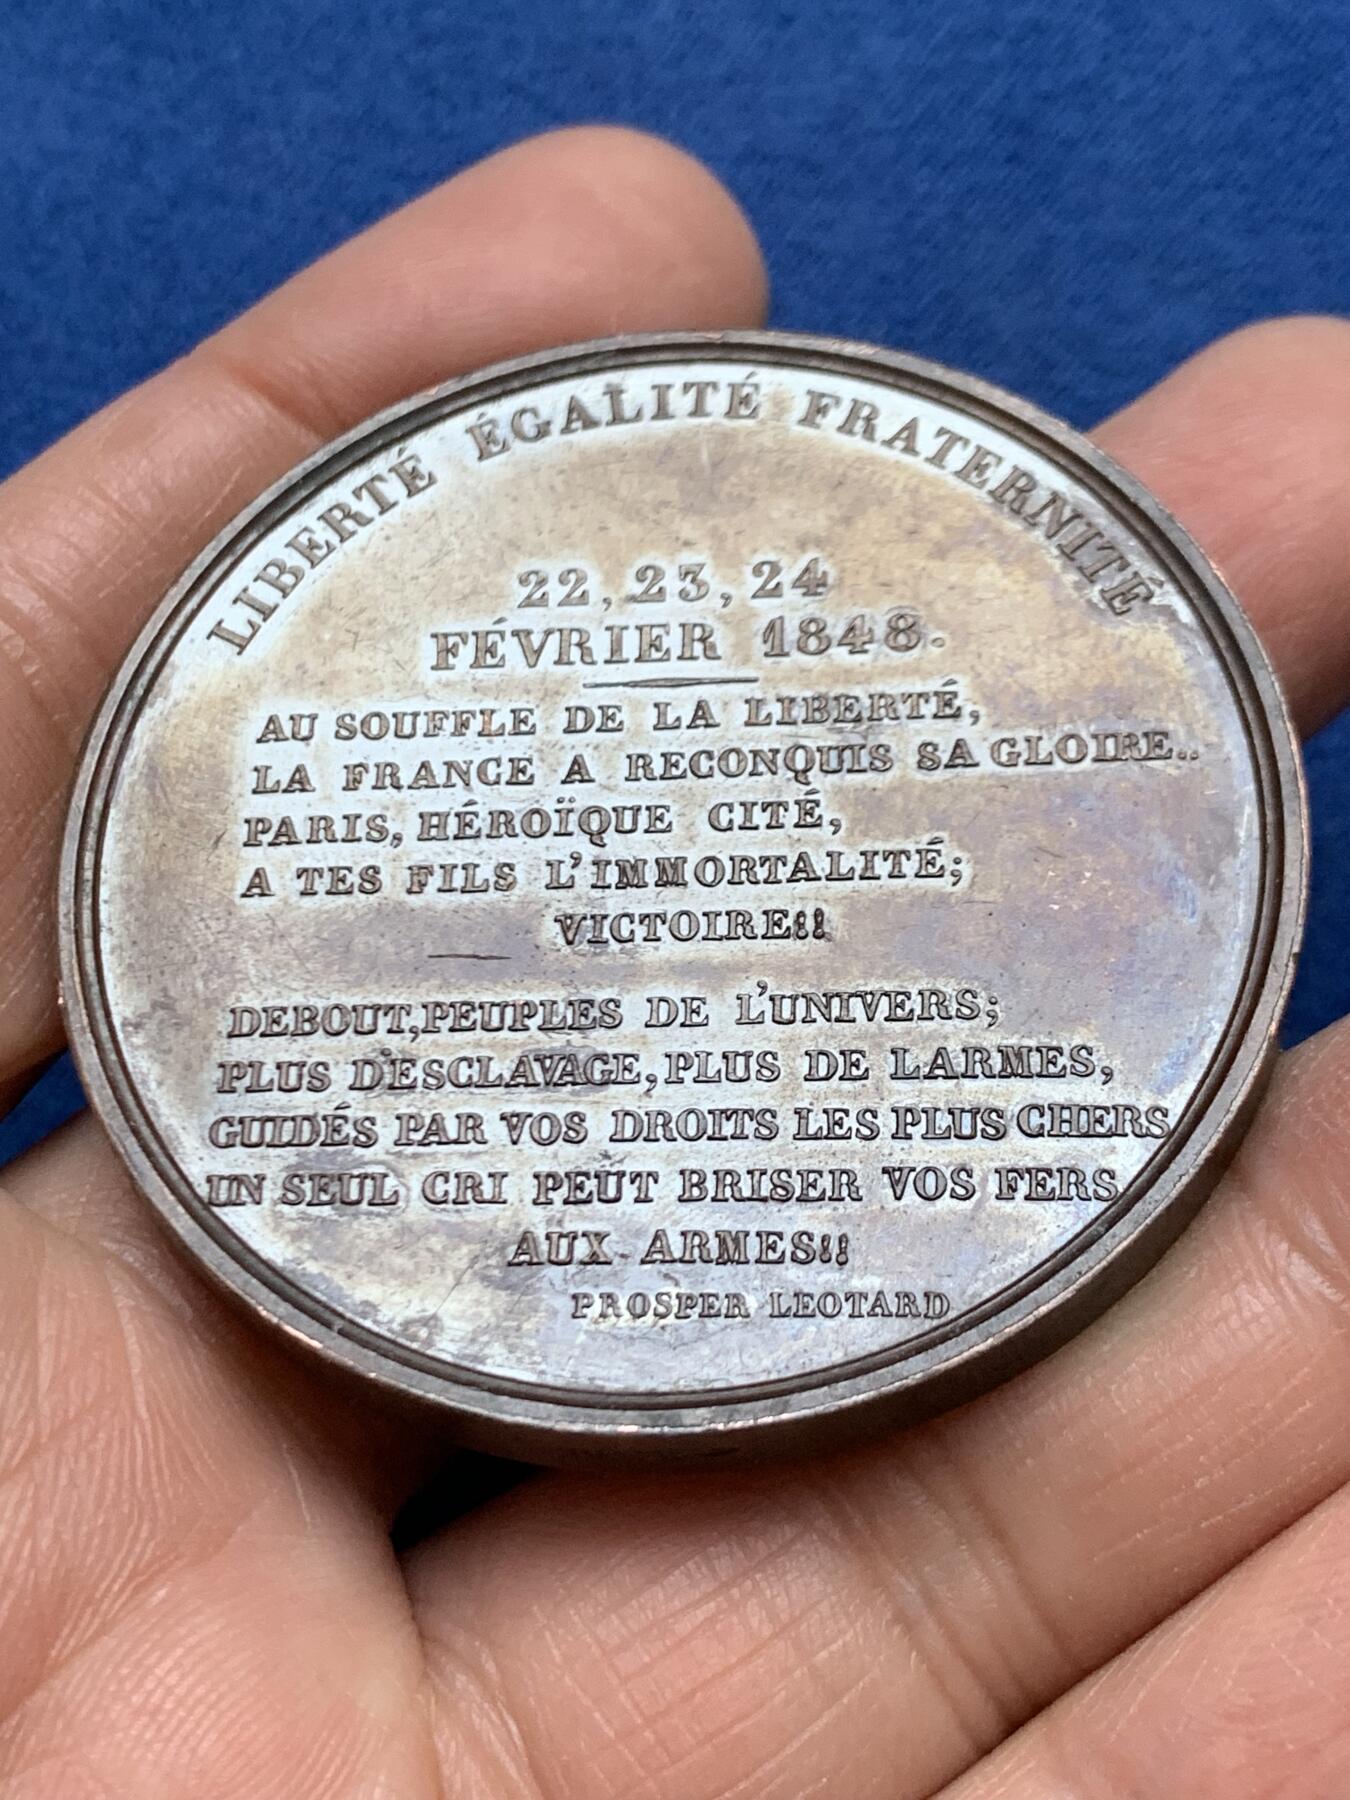 LIBERTÉ ÉGALITÉ FRATERNITÉ
22, 23, 24
FÉVRIER 1848.
AU SOUFFLE DE LA LIBERTÉ,
LA FRANCE A RECONQUIS SA GLOIRE..
PARIS, HÉROÏQUE CITÉ,
A TES FILS L'IMMORTALITÉ;
VICTOIRE!!
DEBOUT, PEUPLES DE L'UNIVERS;
PLUS D'ESCLAVAGE, PLUS DE LARMES,
GUIDÉS PAR VOS DROITS LES PLUS CHERS
UN SEUL CRI PEUT BRISER VOS FERS
AUX ARMES!!
PROSPER LEOTARD